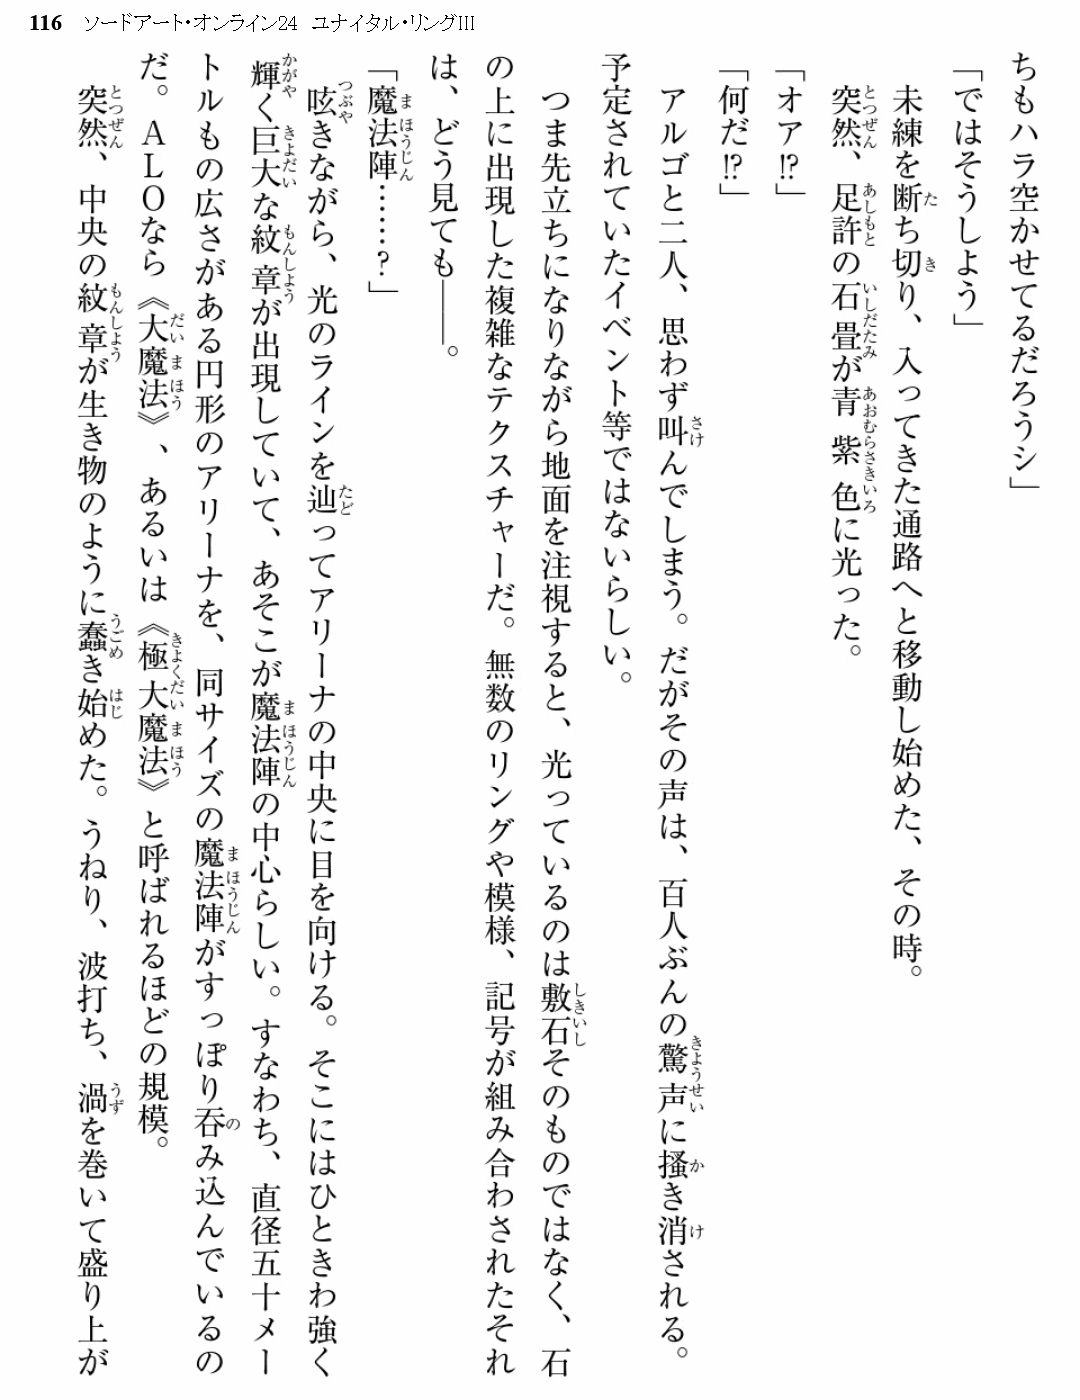 116 ソードアート・オンライン24 ユナイタル・リングIII
ちもハラ空かせてるだろうシ」
「ではそうしよう」
未練を断ち切り、入ってきた通路へと移動し始めた、その時。
突然、足許の石畳が青紫色に光った。
「オア!?」
「何だ!?」
アルゴと二人、思わず叫んでしまう。だがその声は、百人ぶんの驚声に掻き消される。
予定されていたイベント等ではないらしい。
つま先立ちになりながら地面を注視すると、光っているのは敷石そのものではなく、石
の上に出現した複雑なテクスチャーだ。無数のリングや模様、記号が組み合わされたそれ
は、どう見ても――。
「魔法陣……?」
呟きながら、光のラインを辿ってアリーナの中央に目を向ける。そこにはひときわ強く
輝く巨大な紋章が出現していて、あそこが魔法陣の中心らしい。すなわち、直径五十メー
トルもの広さがある円形のアリーナを、同サイズの魔法陣がすっぽり呑み込んでいるの
だ。ALOなら《大魔法》、あるいは《極大魔法》と呼ばれるほどの規模。
突然、中央の紋章が生き物のように蠢き始めた。うねり、波打ち、渦を巻いて盛り上が